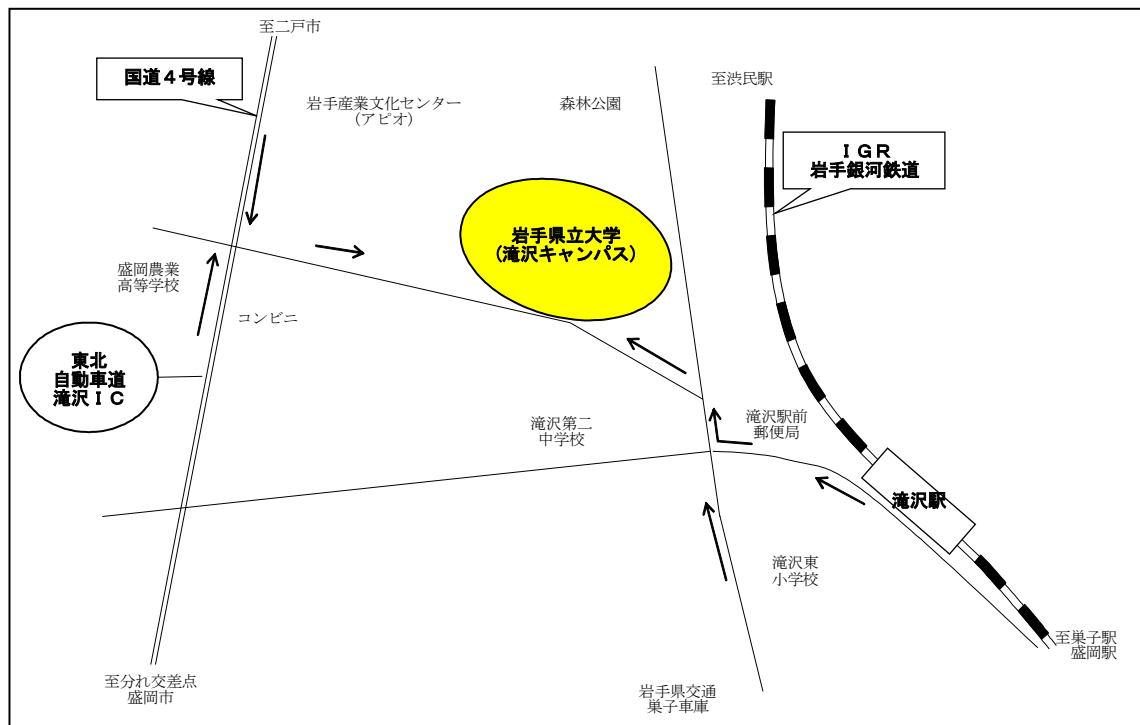 至二戸市
国道４号線
岩手産業文化センター
（アピオ）
森林公園
至渋民駅
ＩＧＲ
岩手銀河鉄道
岩手県立大学
（滝沢キャンパス）
盛岡農業
高等学校
コンビニ
東北
自動車道
滝沢ＩＣ
滝沢第二
中学校
滝沢駅前
郵便局
滝沢駅
滝沢東
小学校
至分れ交差点
盛岡市
岩手県交通
巣子車庫
至巣子駅
盛岡駅